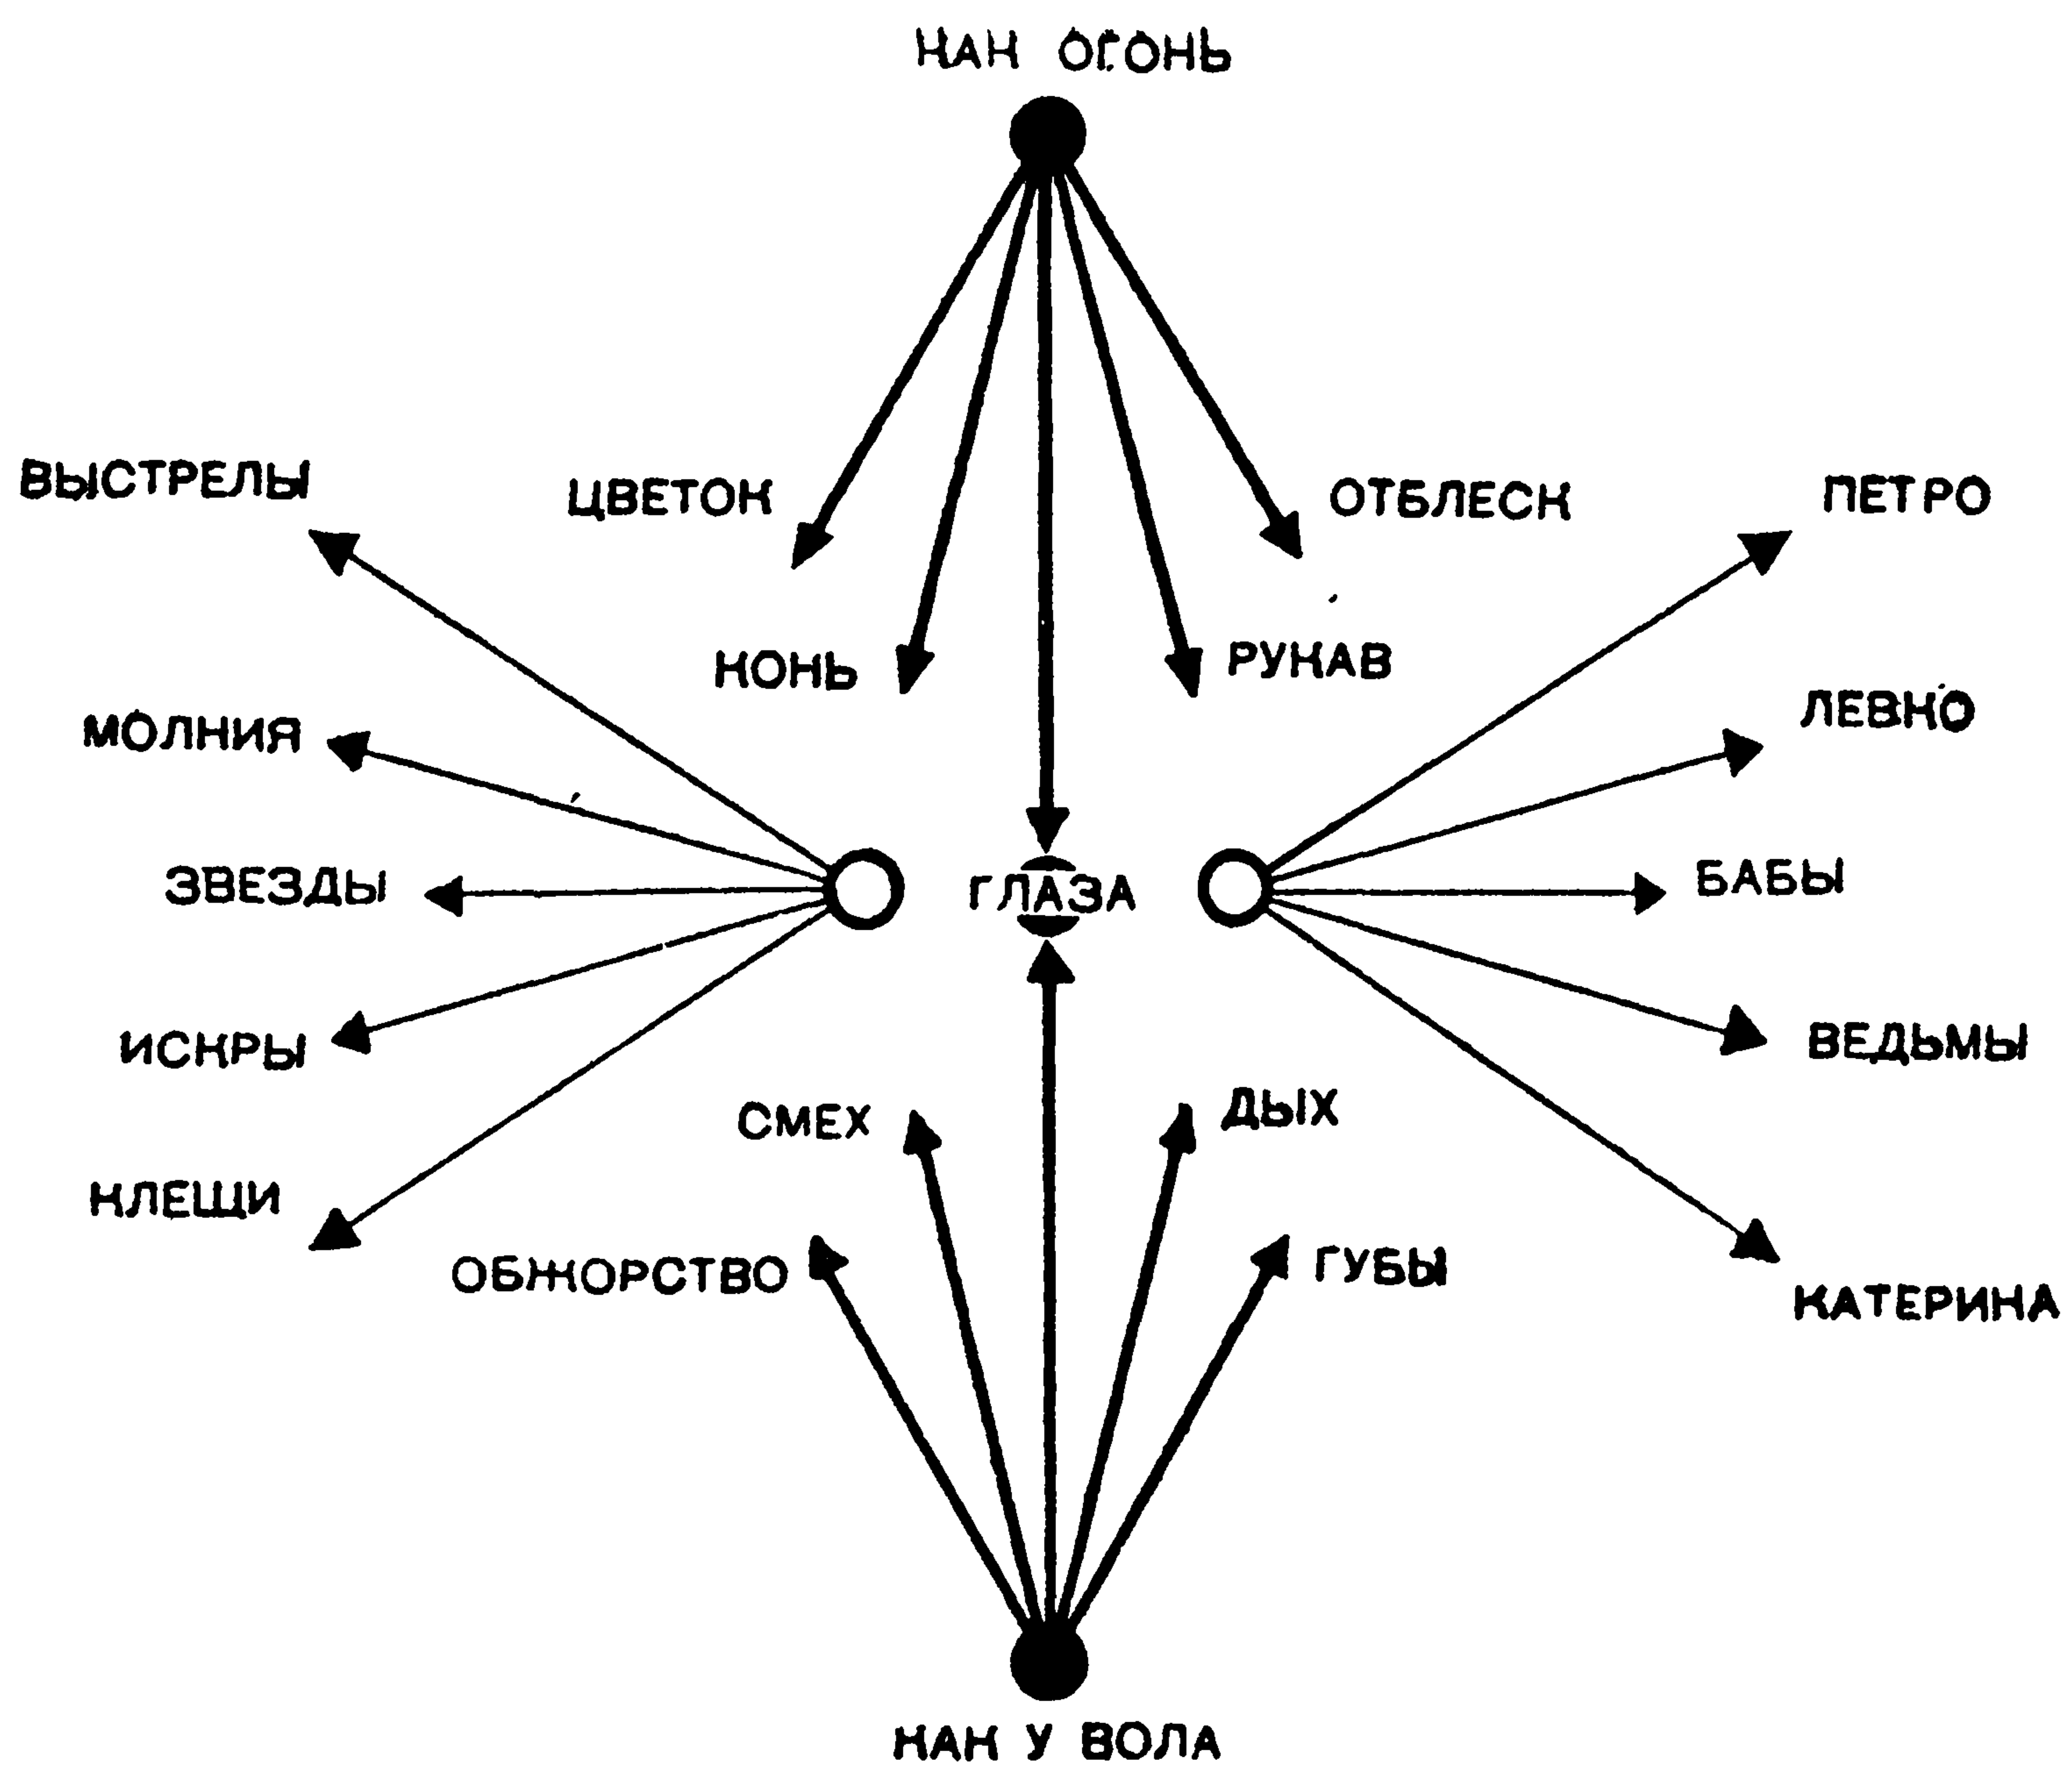 КАК ОГОНЬ
ВЫСТРЕЛЫ
ЦВЕТОК
ОТБЛЕСК
ПЕТРО
КОНЬ
РУКАВ
ЛЕВКО
МОЛНИЯ
ЗВЕЗДЫ
ГЛАЗА
БАБЫ
ИСКРЫ
ВЕДЬМЫ
СМЕХ
ДЫХ
КЛЕЩИ
ОБЖОРСТВО
ГУБЫ
КАТЕРИНА
КАК У ВОЛА